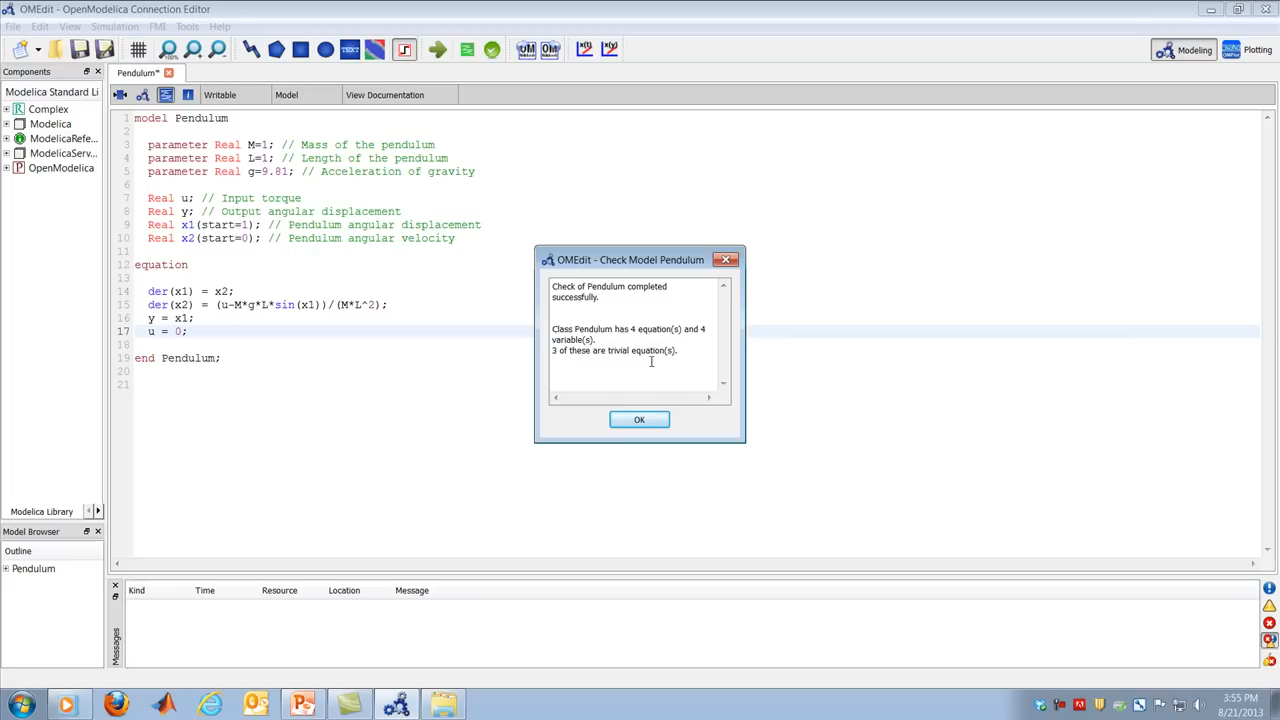 OMEdit - OpenModelica Connection Editor
File Edit View Simulation FMI Tools Help
100%
TEXT
OM
OM
x(t)
x(y)
Modeling
OMPlot
Plotting
Components
Pendulum*
Modelica Standard Li
Writable
Model
View Documentation
Complex
Modelica
ModelicaRefe...
ModelicaServ...
OpenModelica
1 model Pendulum
2
3 parameter Real M=1; // Mass of the pendulum
4 parameter Real L=1; // Length of the pendulum
5 parameter Real g=9.81; // Acceleration of gravity
6
7 Real u; // Input torque
8 Real y; // Output angular displacement
9 Real x1(start=1); // Pendulum angular displacement
10 Real x2(start=0); // Pendulum angular velocity
11
12 equation
13
14 der(x1) = x2;
15 der(x2) = (u-M*g*L*sin(x1))/(M*L^2);
16 y = x1;
17 u = 0;
18
19 end Pendulum;
20
21
OMEdit - Check Model Pendulum
Check of Pendulum completed
successfully.
Class Pendulum has 4 equation(s) and 4
variable(s).
3 of these are trivial equation(s).
OK
Modelica Library
Model Browser
Outline
Pendulum
Kind Time Resource Location Message
Messages
3:55 PM
8/21/2013